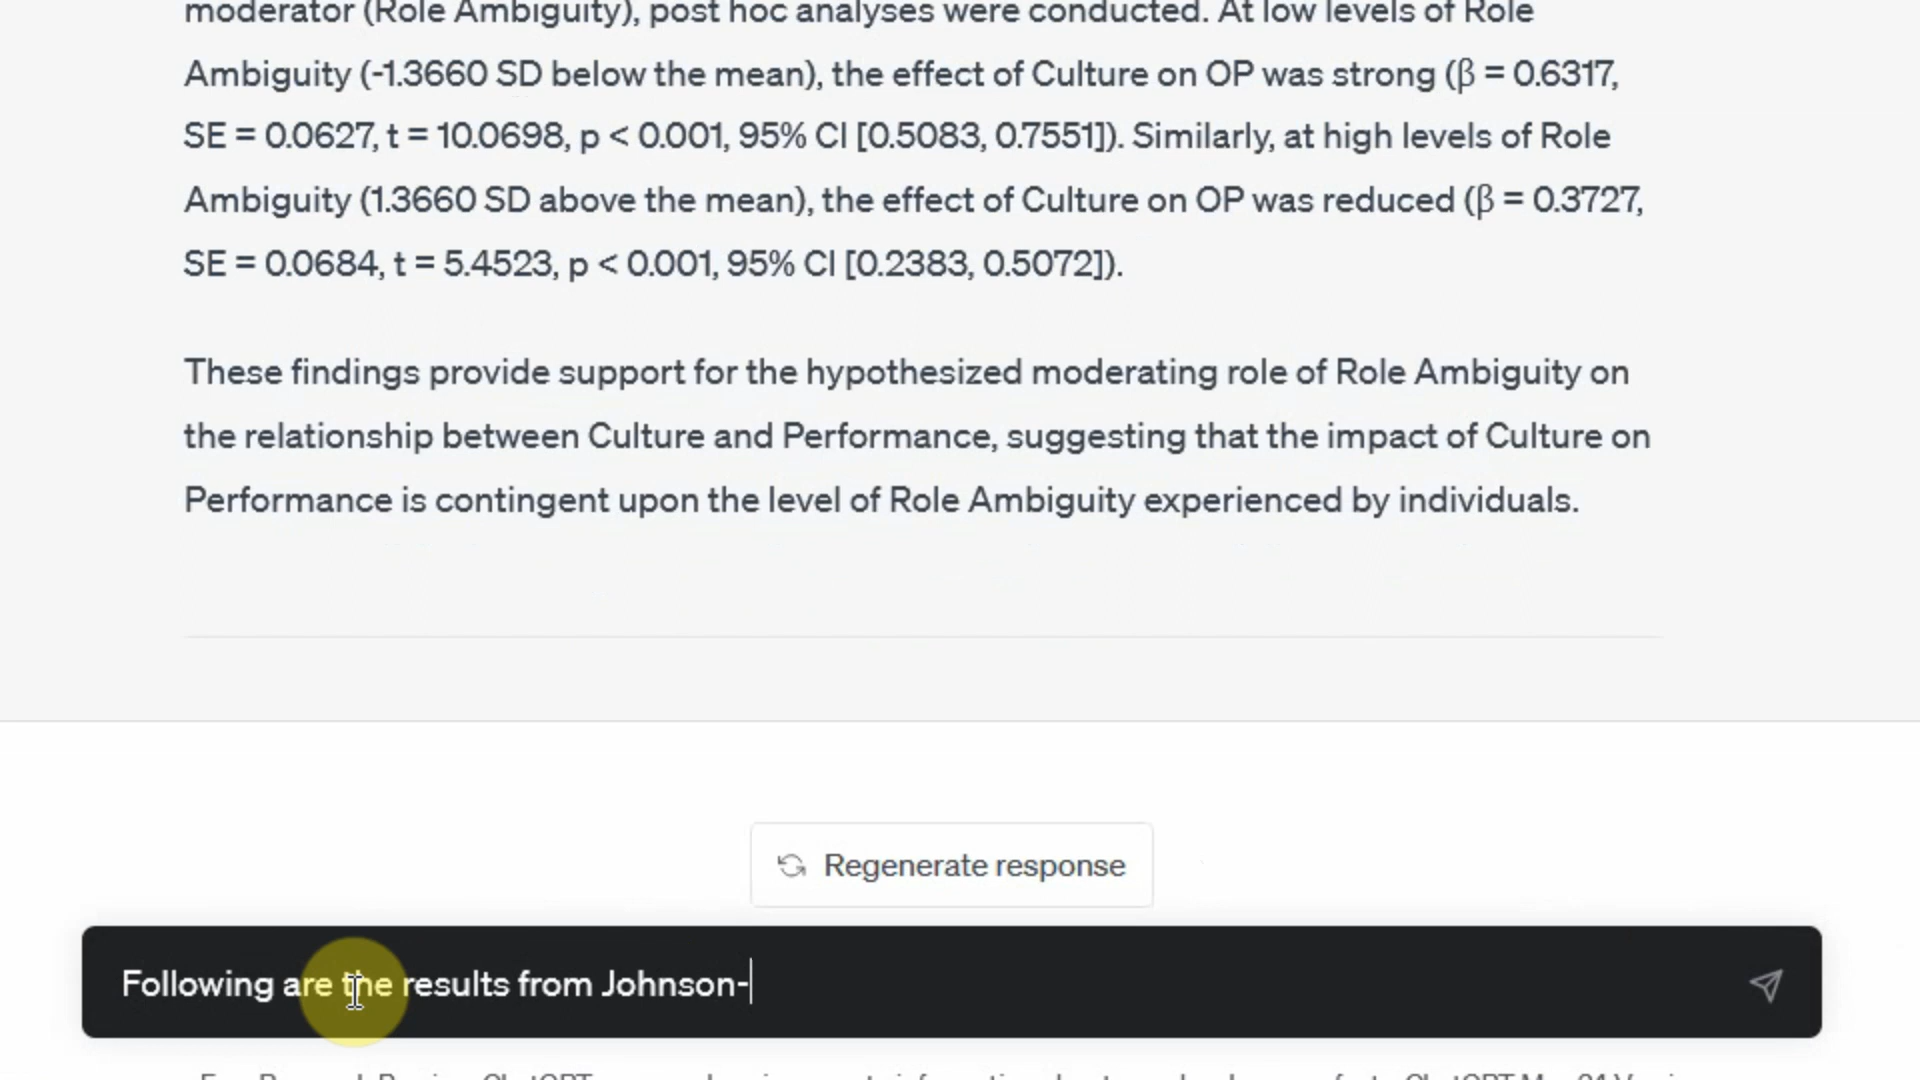 moderator (Role Ambiguity), post hoc analyses were conducted. At low levels of Role
Ambiguity (-1.3660 SD below the mean), the effect of Culture on OP was strong (β = 0.6317,
SE = 0.0627, t = 10.0698, p < 0.001, 95% CI [0.5083, 0.7551]). Similarly, at high levels of Role
Ambiguity (1.3660 SD above the mean), the effect of Culture on OP was reduced (β = 0.3727,
SE = 0.0684, t = 5.4523, p < 0.001, 95% CI [0.2383, 0.5072]).
These findings provide support for the hypothesized moderating role of Role Ambiguity on
the relationship between Culture and Performance, suggesting that the impact of Culture on
Performance is contingent upon the level of Role Ambiguity experienced by individuals.
Regenerate response
Following are the results from Johnson-